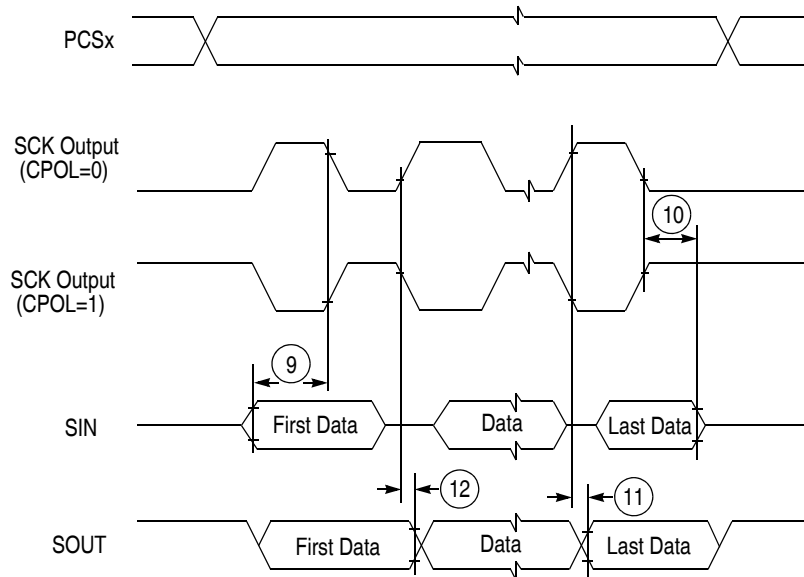 PCSx
SCK Output
(CPOL=0)
10
SCK Output
(CPOL=1)
9
SIN
First Data
Data
Last Data
12
11
SOUT
First Data
Data
Last Data